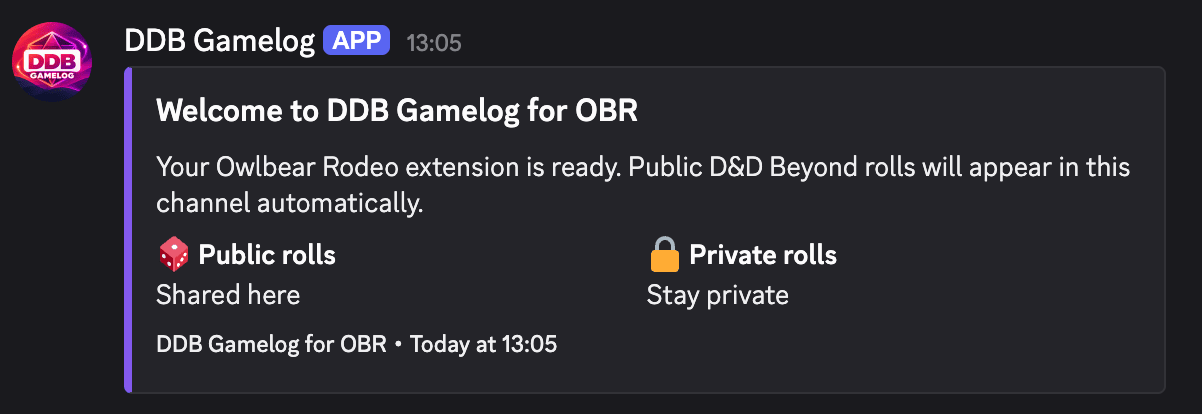 DDB
GAMELOG
DDB Gamelog APP 13:05
Welcome to DDB Gamelog for OBR
Your Owlbear Rodeo extension is ready. Public D&D Beyond rolls will appear in this
channel automatically.
🎲 Public rolls
Shared here
🔒 Private rolls
Stay private
DDB Gamelog for OBR • Today at 13:05